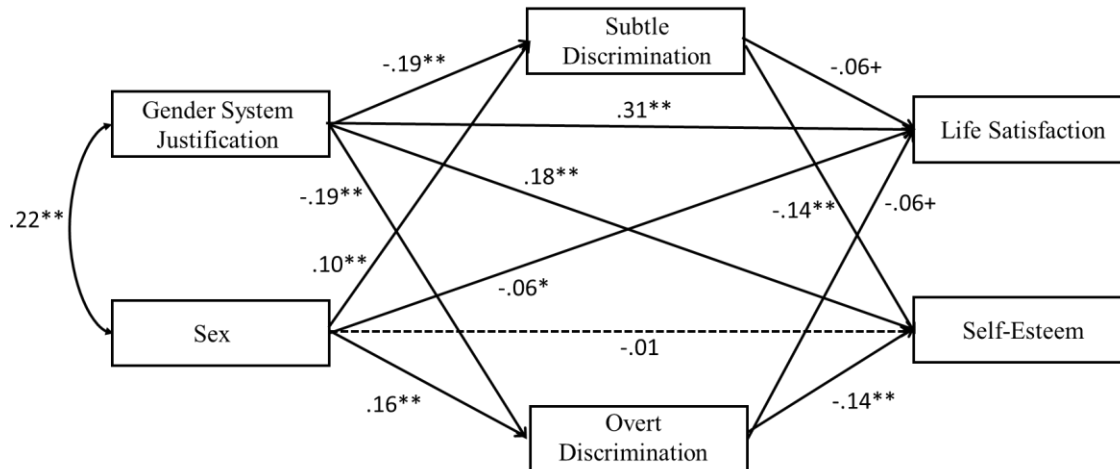 Subtle
Discrimination
-.19**
-.06+
Gender System
Justification
.31**
Life Satisfaction
.18**
-.19**
-.14**
-.06+
.22**
.10**
-.06*
Sex
-.01
Self-Esteem
.16**
-.14**
Overt
Discrimination